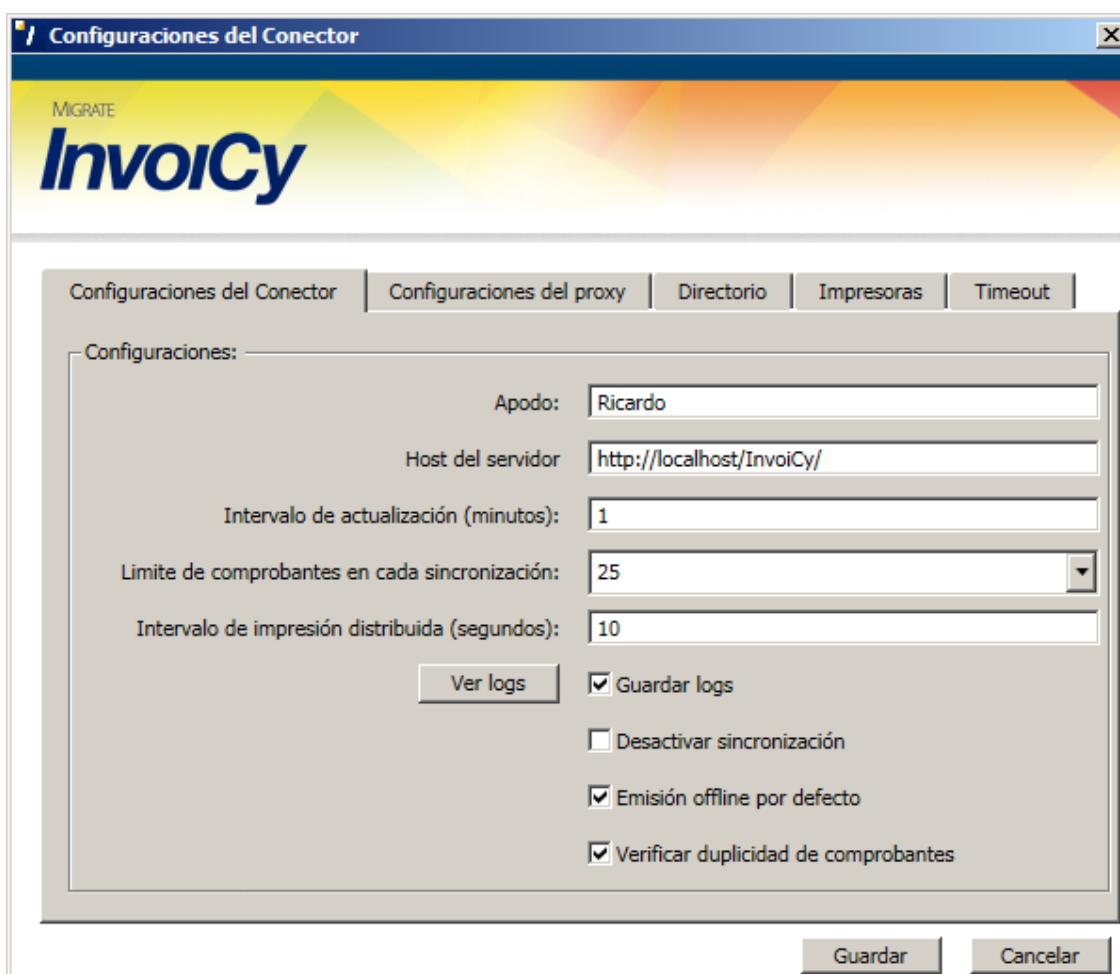 Configuraciones del Conector
MIGRATE
InvoiCy
Configuraciones del Conector Configuraciones del proxy Directorio Impresoras Timeout
Configuraciones:
Apodo: Ricardo
Host del servidor http://localhost/InvoiCy/
Intervalo de actualización (minutos): 1
Limite de comprobantes en cada sincronización: 25
Intervalo de impresión distribuida (segundos): 10
Ver logs Guardar logs
Desactivar sincronización
Emisión offline por defecto
Verificar duplicidad de comprobantes
Guardar Cancelar